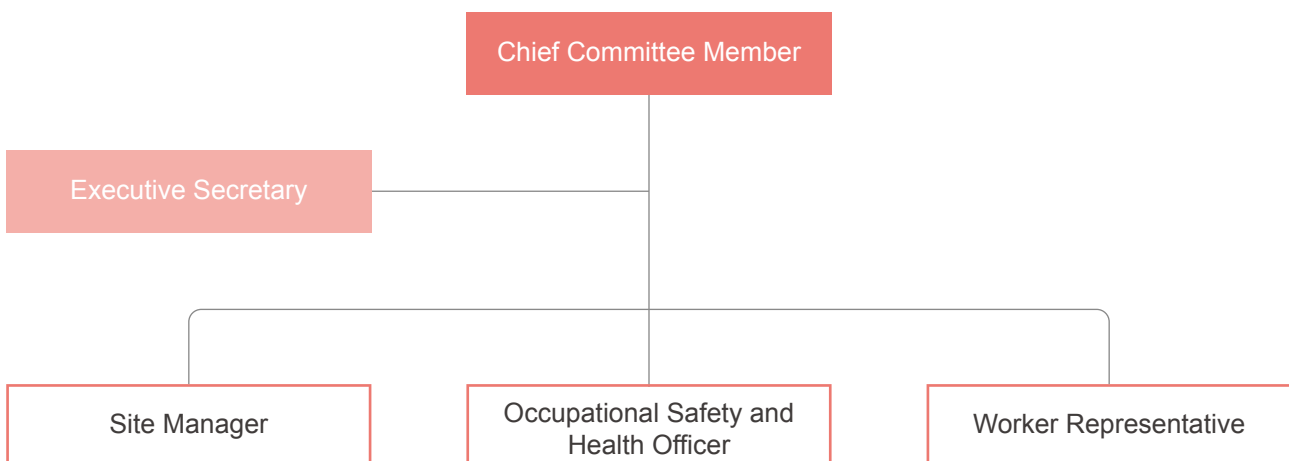 Chief Committee Member
Executive Secretary
Site Manager
Occupational Safety and
Health Officer
Worker Representative